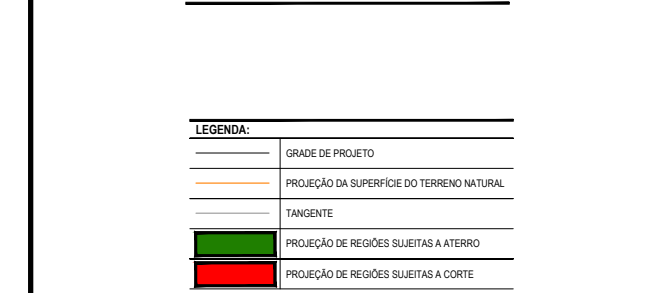 LEGENDA:
GRADE DE PROJETO
PROJEÇÃO DA SUPERFÍCIE DO TERRENO NATURAL
TANGENTE
PROJEÇÃO DE REGIÕES SUJEITAS A ATERRO
PROJEÇÃO DE REGIÕES SUJEITAS A CORTE